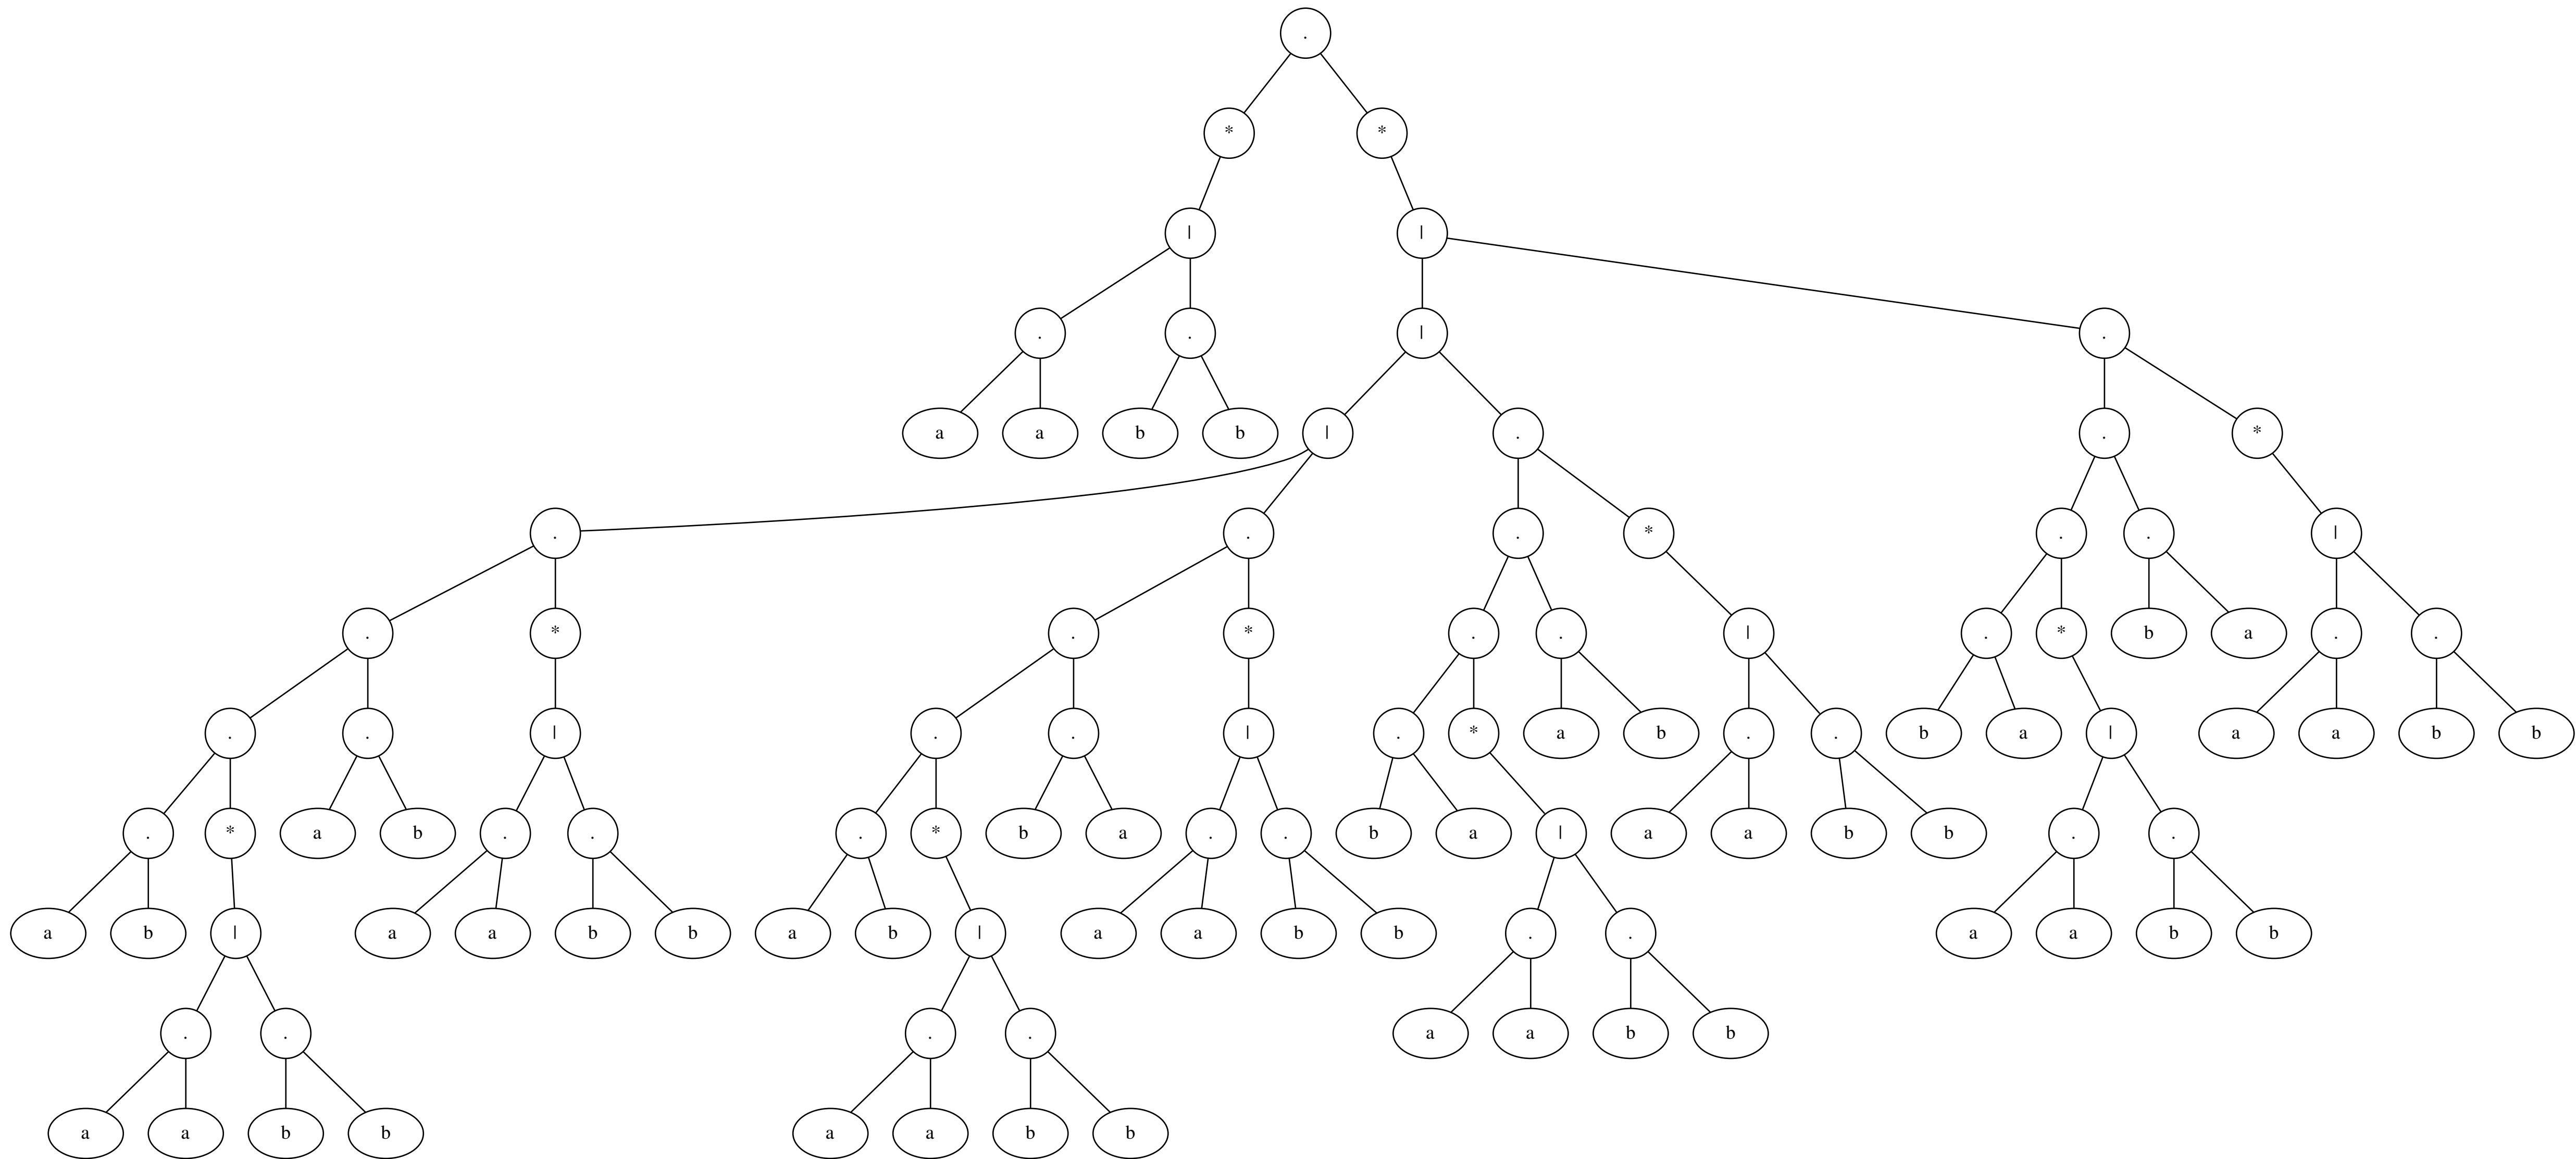 .
* *
| |
. . | .
a a b b | . . *
. . . * . . |
. * . * . . | . * b a . .
. . | . . | . * a b . . b a | a a b b
. * a b . . . * b a . . b a | a a b b . .
a b | a a b b a b | a a b b . . a a b b
. . . . a a b b
a a b b a a b b